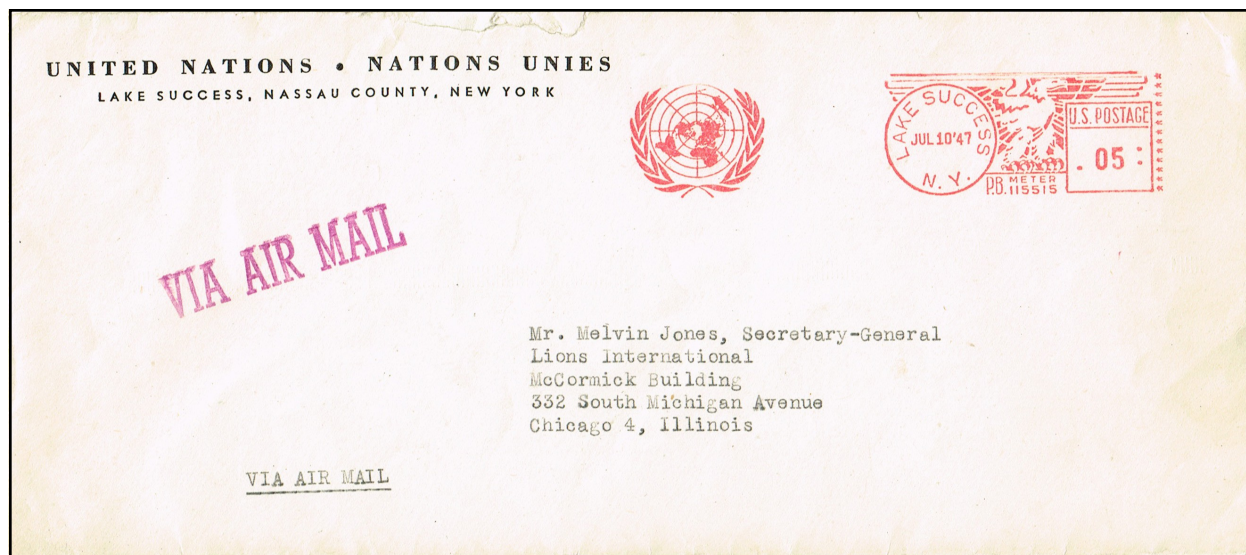 UNITED NATIONS • NATIONS UNIES
LAKE SUCCESS, NASSAU COUNTY, NEW YORK
LAKE SUCCESS
JUL 10 '47
N. Y.
U.S. POSTAGE
. 05 :
P.B. METER
115515
VIA AIR MAIL
Mr. Melvin Jones, Secretary-General
Lions International
McCormick Building
332 South Michigan Avenue
Chicago 4, Illinois
VIA AIR MAIL